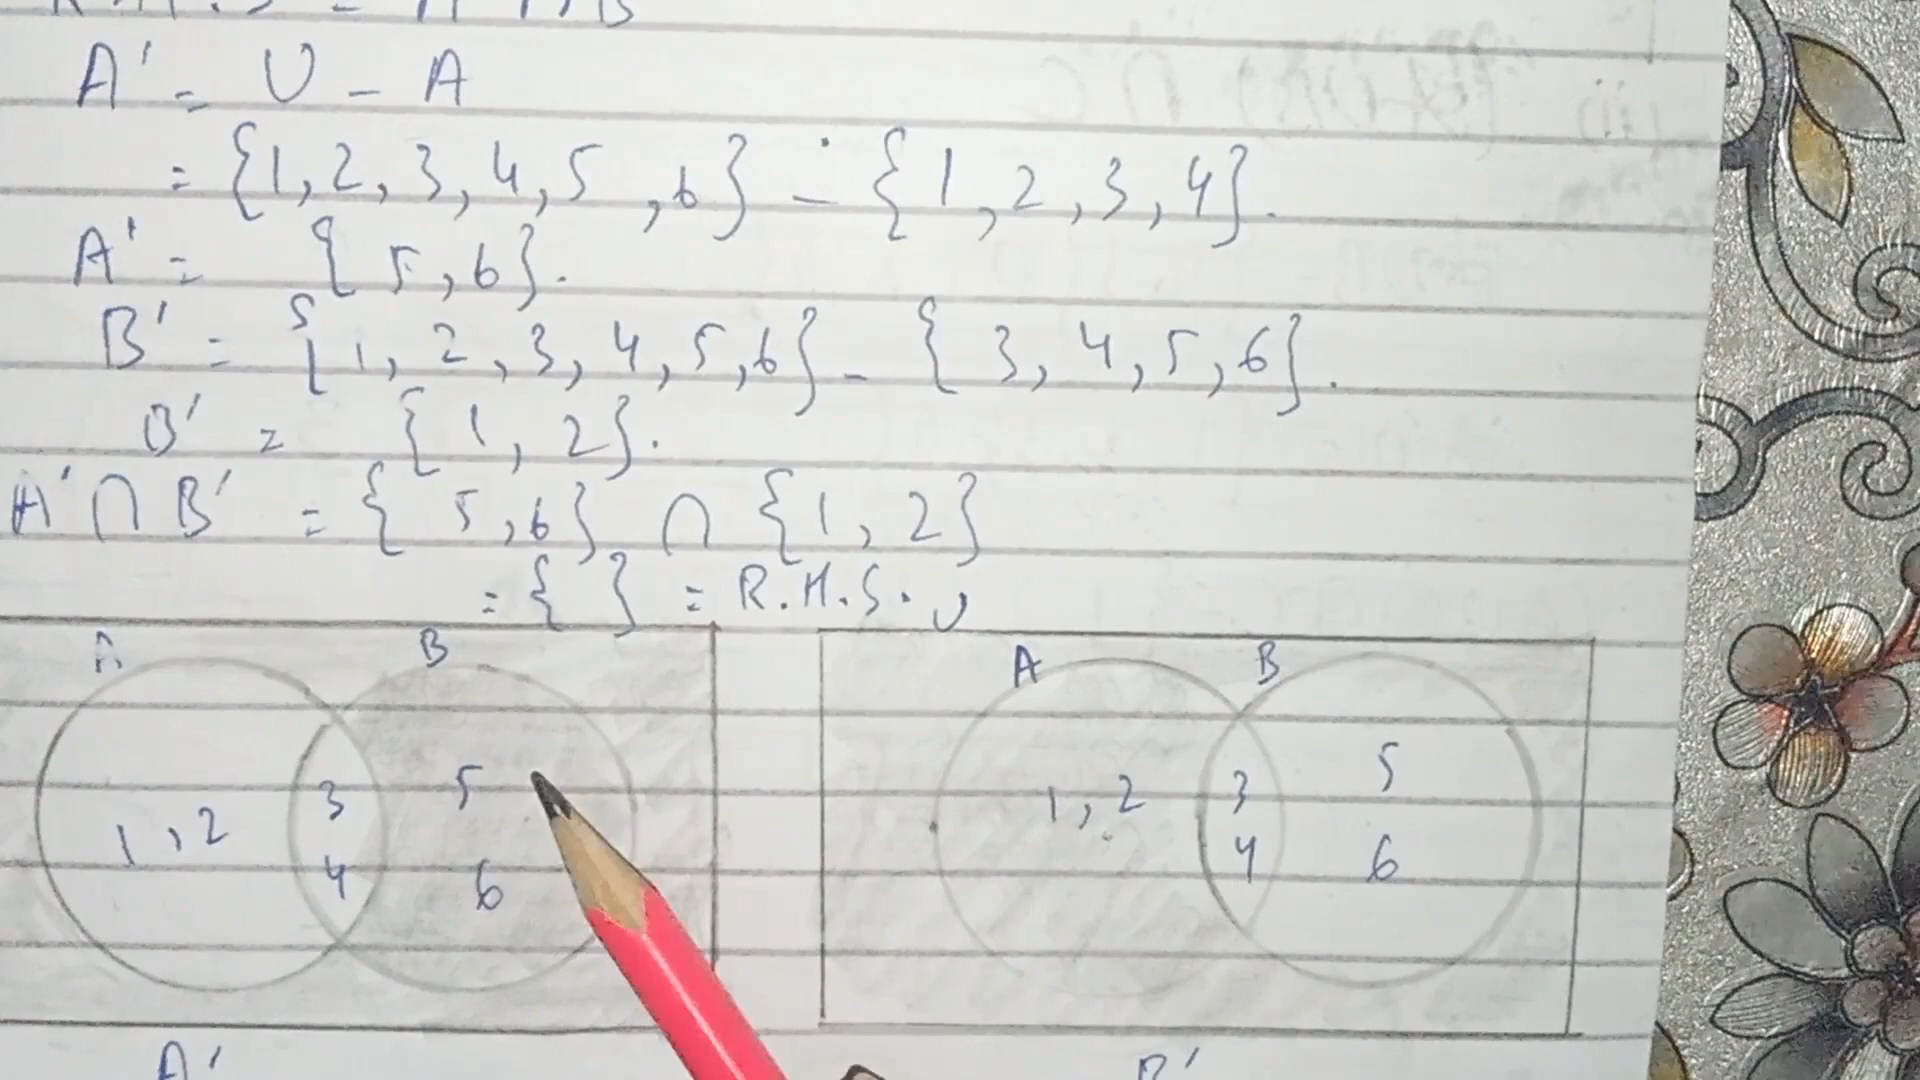 A' = U - A
= {1, 2, 3, 4, 5, 6} - {1, 2, 3, 4}.
A' = {5, 6}.
B' = {1, 2, 3, 4, 5, 6} - {3, 4, 5, 6}.
B' = {1, 2}.
A' ∩ B' = {5, 6} ∩ {1, 2}
= { } = R.H.S.
A B
1, 2 3 4 5 6
A B
1, 2 3 4 5 6
A' B'